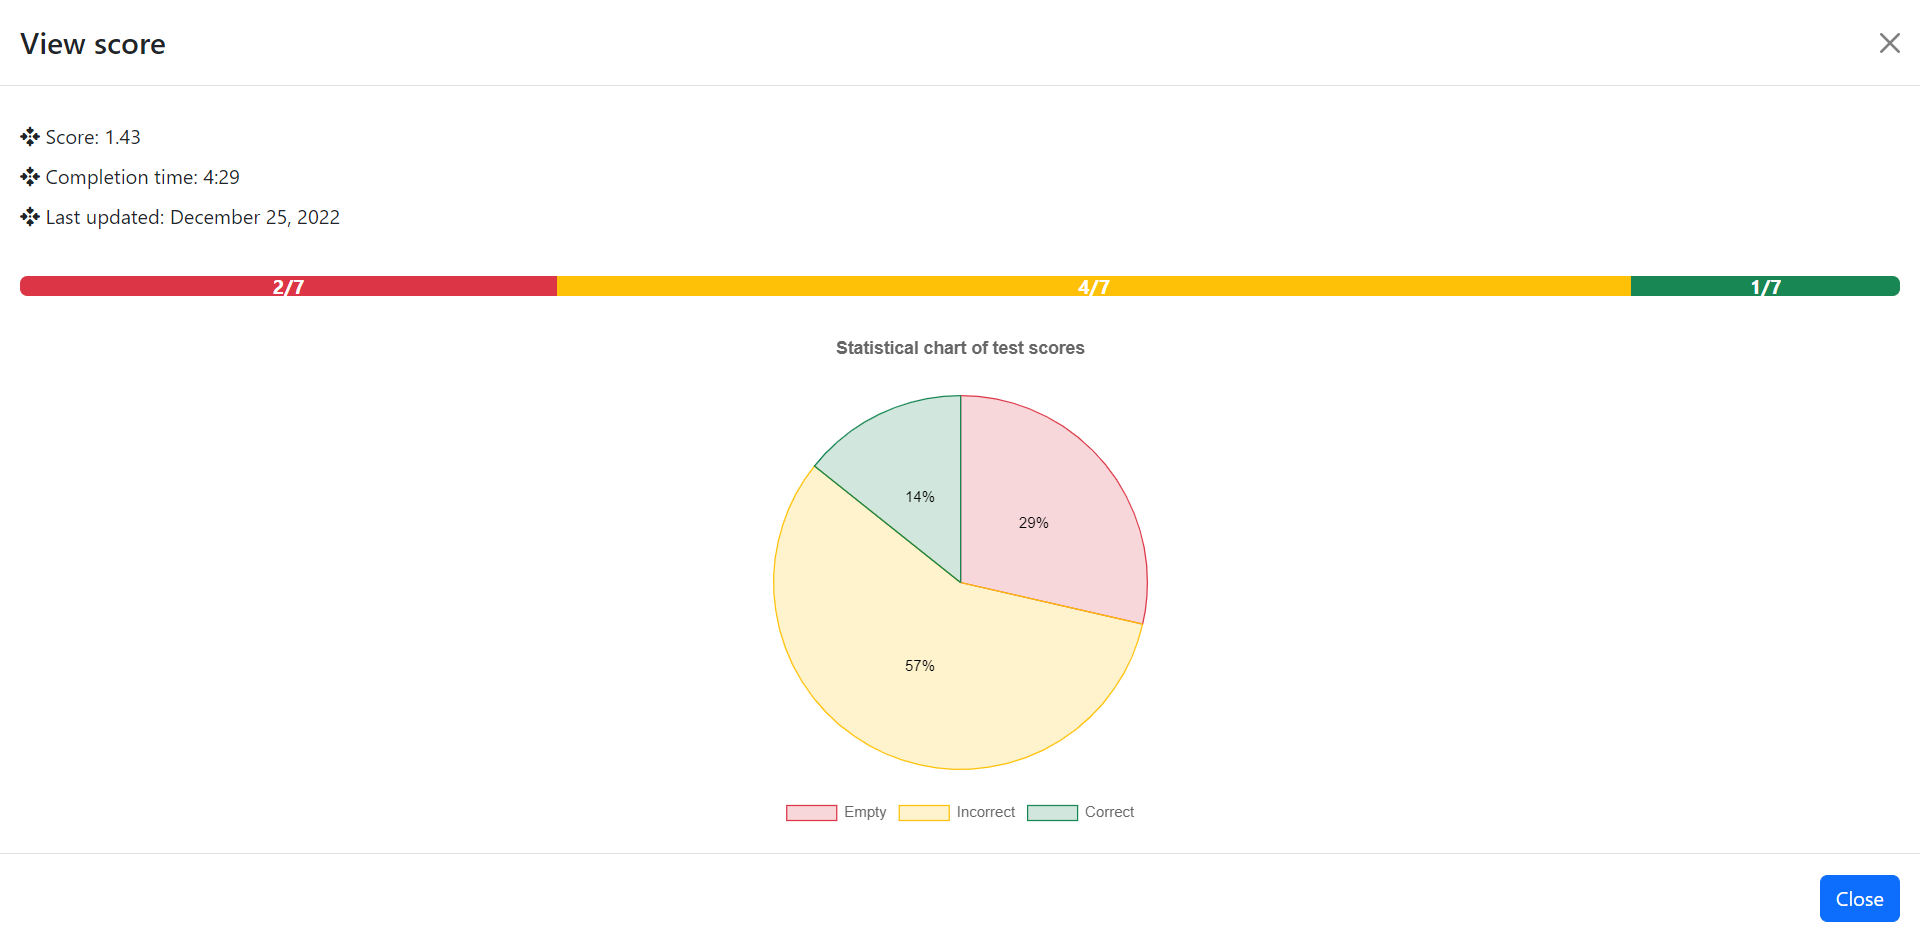 View score
Score: 1.43
Completion time: 4:29
Last updated: December 25, 2022
2/7 4/7 1/7
Statistical chart of test scores
14%
29%
57%
Empty Incorrect Correct
Close